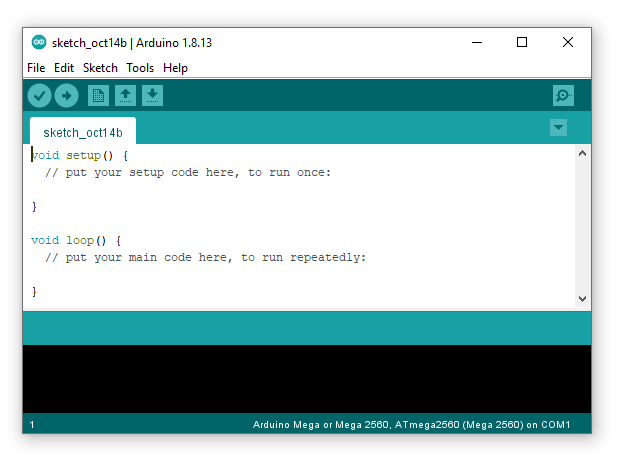 sketch_oct14b | Arduino 1.8.13
File Edit Sketch Tools Help
sketch_oct14b
void setup() {
  // put your setup code here, to run once:
}
void loop() {
  // put your main code here, to run repeatedly:
}
1 Arduino Mega or Mega 2560, ATmega2560 (Mega 2560) on COM1